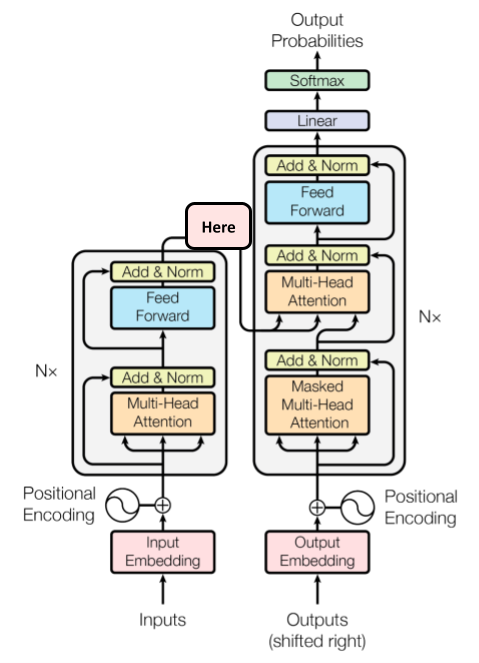 Output
Probabilities
Softmax
Linear
Add & Norm
Feed
Forward
Add & Norm
Multi-Head
Attention
Add & Norm
Masked
Multi-Head
Attention
N×
Here
Add & Norm
Feed
Forward
N×
Add & Norm
Multi-Head
Attention
Positional
Encoding
Positional
Encoding
Input
Embedding
Output
Embedding
Inputs
Outputs
(shifted right)